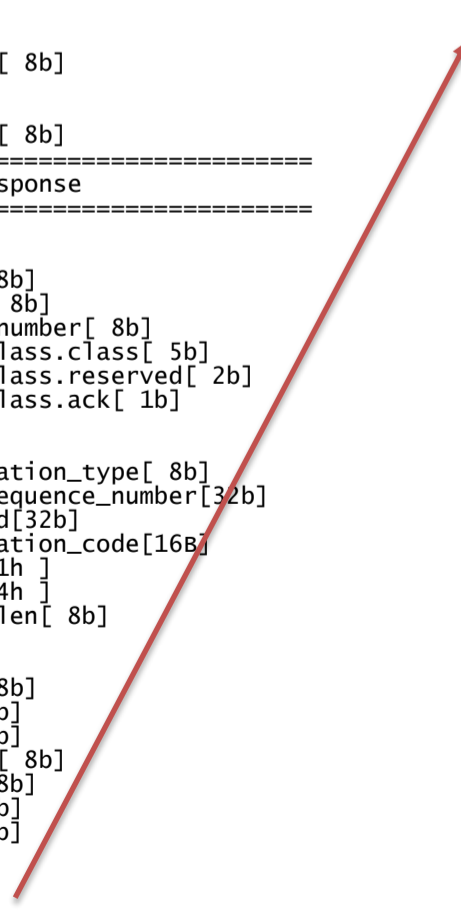 [ 8b]
[ 8b]
======================
sponse
======================
8b]
 8b]
number[ 8b]
lass.class[ 5b]
lass.reserved[ 2b]
lass.ack[ 1b]
ation_type[ 8b]
equence_number[32b]
d[32b]
ation_code[16B]
1h ]
4h ]
len[ 8b]
8b]
b]
b]
[ 8b]
8b]
b]
b]